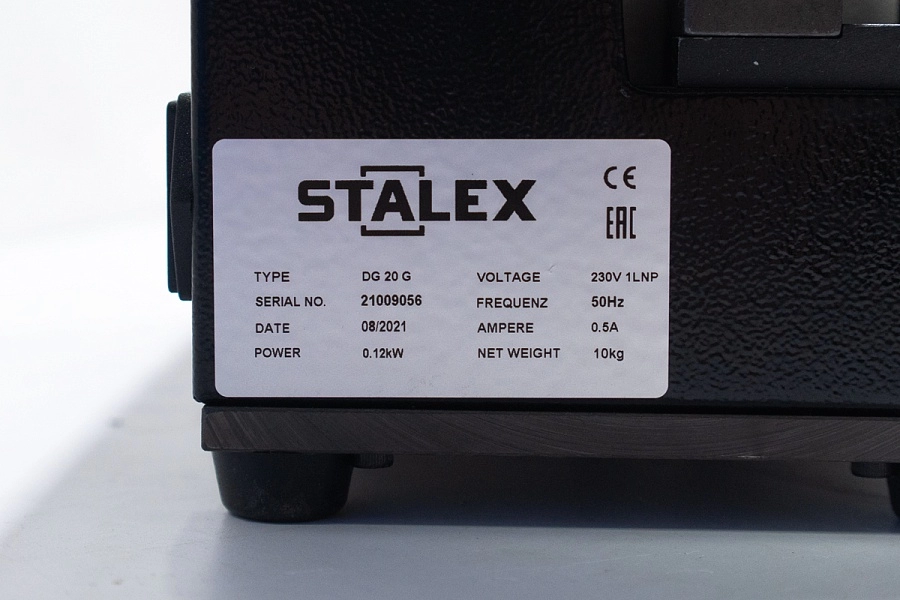 STALEX
CE
EAC
TYPE DG 20 G VOLTAGE 230V 1LNP
SERIAL NO. 21009056 FREQUENZ 50Hz
DATE 08/2021 AMPERE 0.5A
POWER 0.12kW NET WEIGHT 10kg